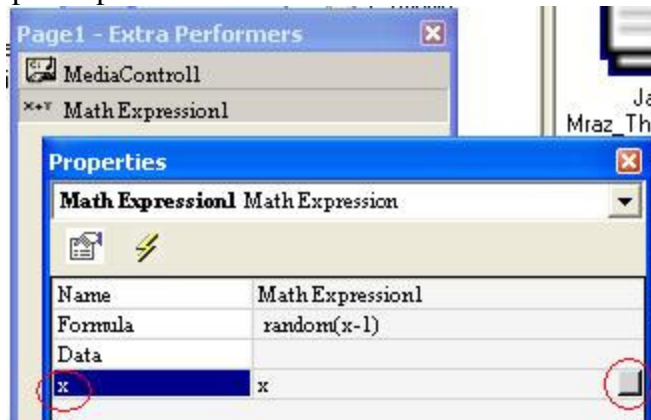 Page1 - Extra Performers
MediaControl1
X+Y Math Expression1
Ja
Mraz_Th
Properties
Math Expression1 Math Expression
Name Math Expression1
Formula random(x-1)
Data
x x